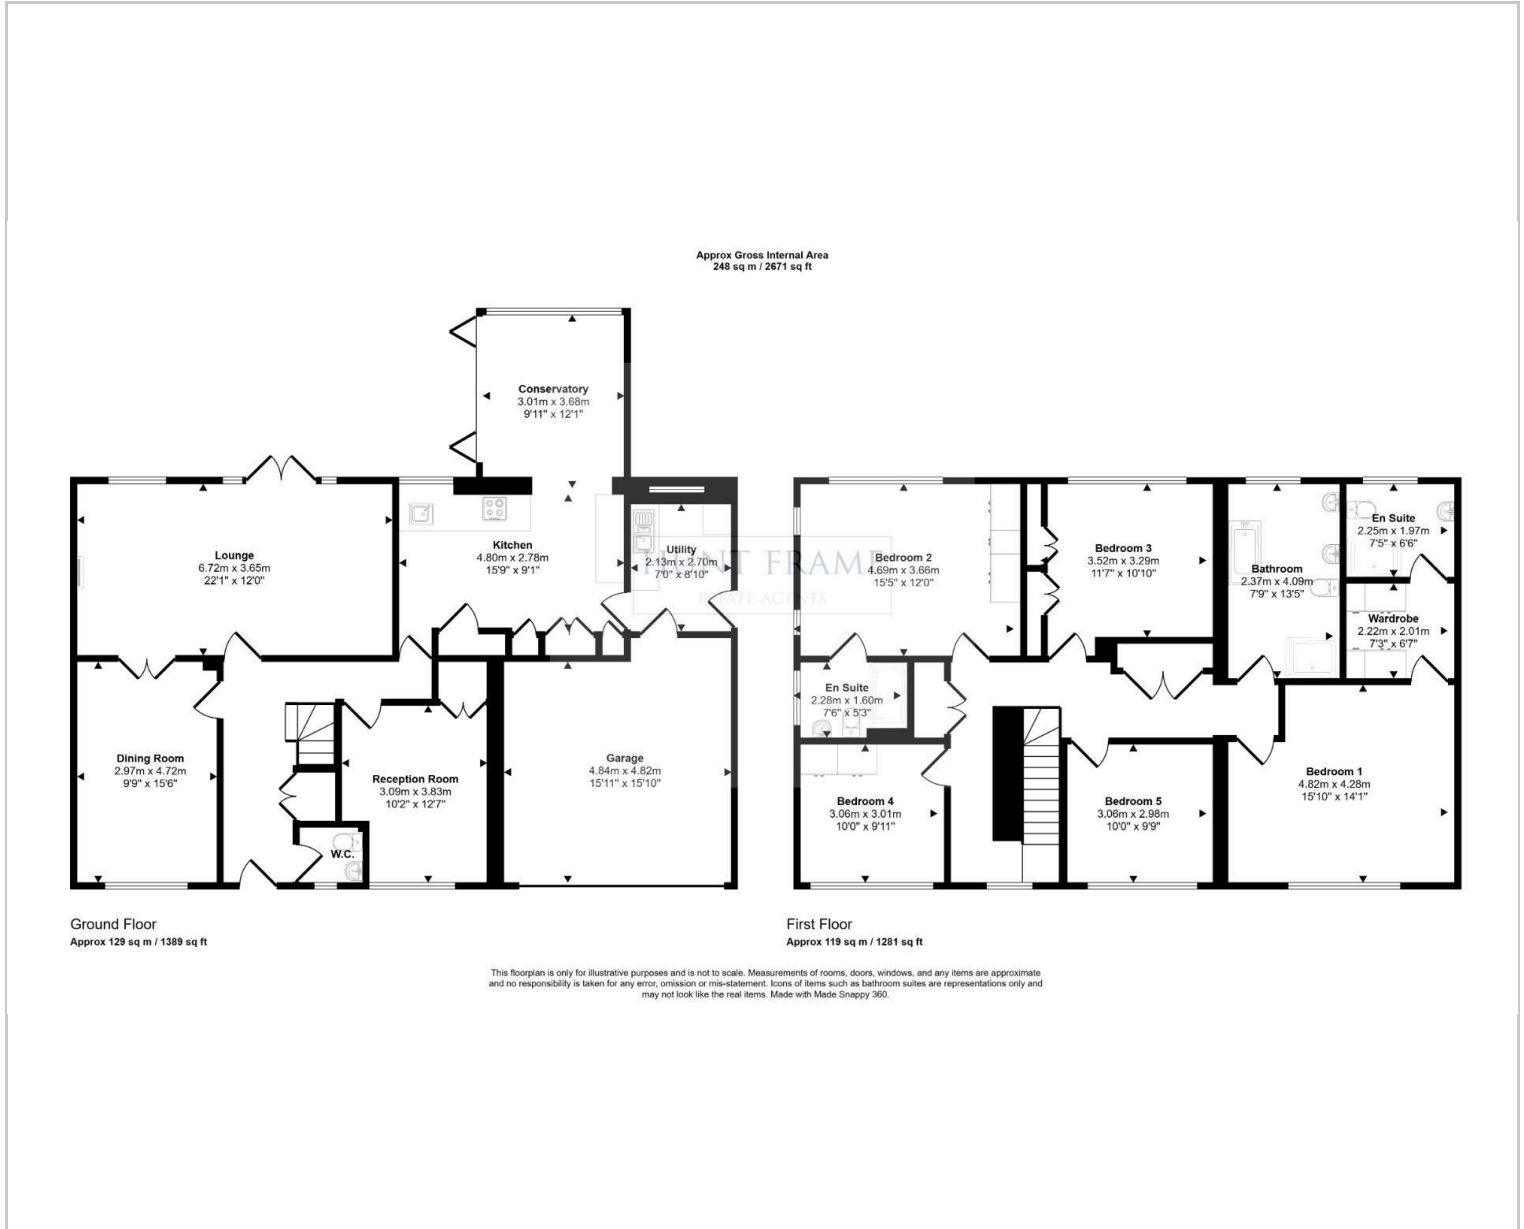 Approx Gross Internal Area
248 sq m / 2671 sq ft
Conservatory
3.01m x 3.68m
9'11" x 12'1"
Lounge
6.72m x 3.65m
22'1" x 12'0"
Kitchen
4.80m x 2.78m
15'9" x 9'1"
Utility
2.13m x 2.70m
7'0" x 8'10"
Dining Room
2.97m x 4.72m
9'9" x 15'6"
Reception Room
3.09m x 3.83m
10'2" x 12'7"
Garage
4.84m x 4.82m
15'11" x 15'10"
W.C.
Ground Floor
Approx 129 sq m / 1389 sq ft
Bedroom 2
4.69m x 3.66m
15'5" x 12'0"
Bedroom 3
3.52m x 3.29m
11'7" x 10'10"
Bathroom
2.37m x 4.09m
7'9" x 13'5"
En Suite
2.25m x 1.97m
7'5" x 6'6"
Wardrobe
2.22m x 2.01m
7'3" x 6'7"
En Suite
2.28m x 1.60m
7'6" x 5'3"
Bedroom 4
3.06m x 3.01m
10'0" x 9'11"
Bedroom 5
3.06m x 2.98m
10'0" x 9'9"
Bedroom 1
4.82m x 4.28m
15'10" x 14'1"
First Floor
Approx 119 sq m / 1281 sq ft
FRAME
ESTATE AGENTS
This floorplan is only for illustrative purposes and is not to scale. Measurements of rooms, doors, windows, and any items are approximate
and no responsibility is taken for any error, omission or mis-statement. Icons of items such as bathroom suites are representations only and
may not look like the real items. Made with Made Snappy 360.